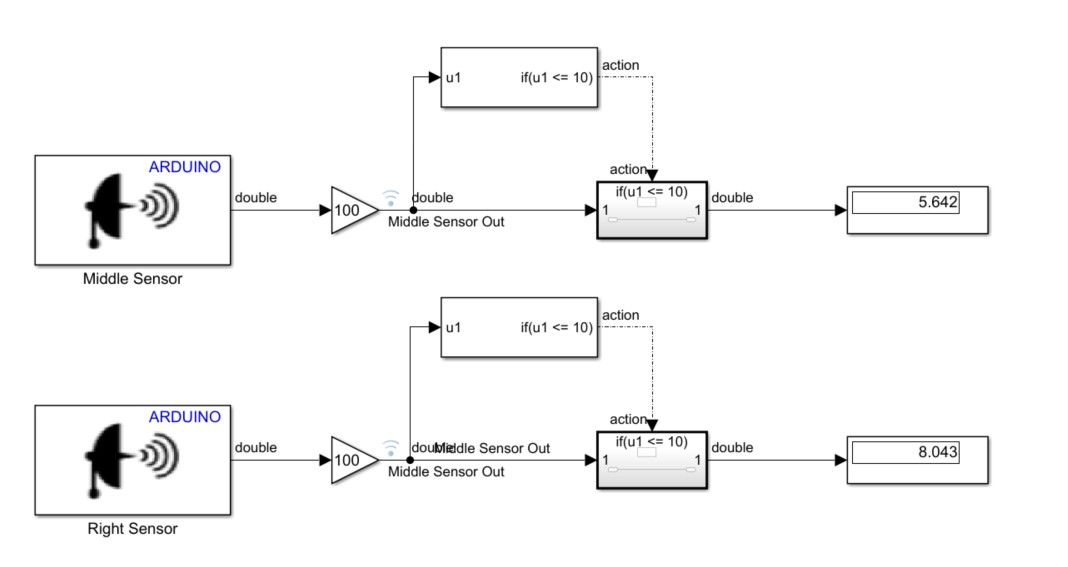 action
u1 if(u1 <= 10)
ARDUINO
action
double
100
double
if(u1 <= 10)
1 1
double
5.642
Middle Sensor Out
Middle Sensor
action
u1 if(u1 <= 10)
ARDUINO
action
double
100
double
Middle Sensor Out
if(u1 <= 10)
1 1
double
8.043
Middle Sensor Out
Right Sensor